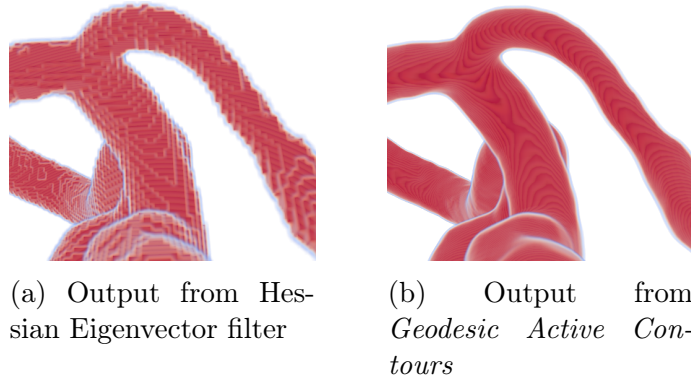 (a) Output from Hes-
sian Eigenvector filter
(b) Output from
Geodesic Active Con-
tours